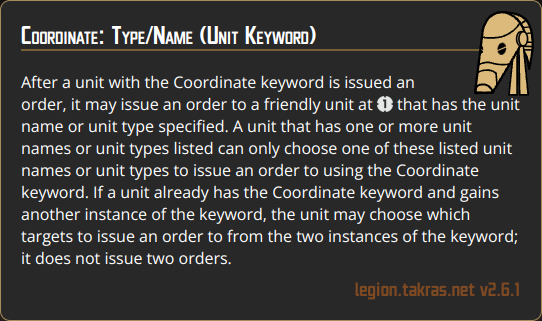 Coordinate: Type/Name (Unit Keyword)
After a unit with the Coordinate keyword is issued an
order, it may issue an order to a friendly unit at 1 that has the unit
name or unit type specified. A unit that has one or more unit
names or unit types listed can only choose one of these listed unit
names or unit types to issue an order to using the Coordinate
keyword. If a unit already has the Coordinate keyword and gains
another instance of the keyword, the unit may choose which
targets to issue an order to from the two instances of the keyword;
it does not issue two orders.
legion.takras.net v2.6.1